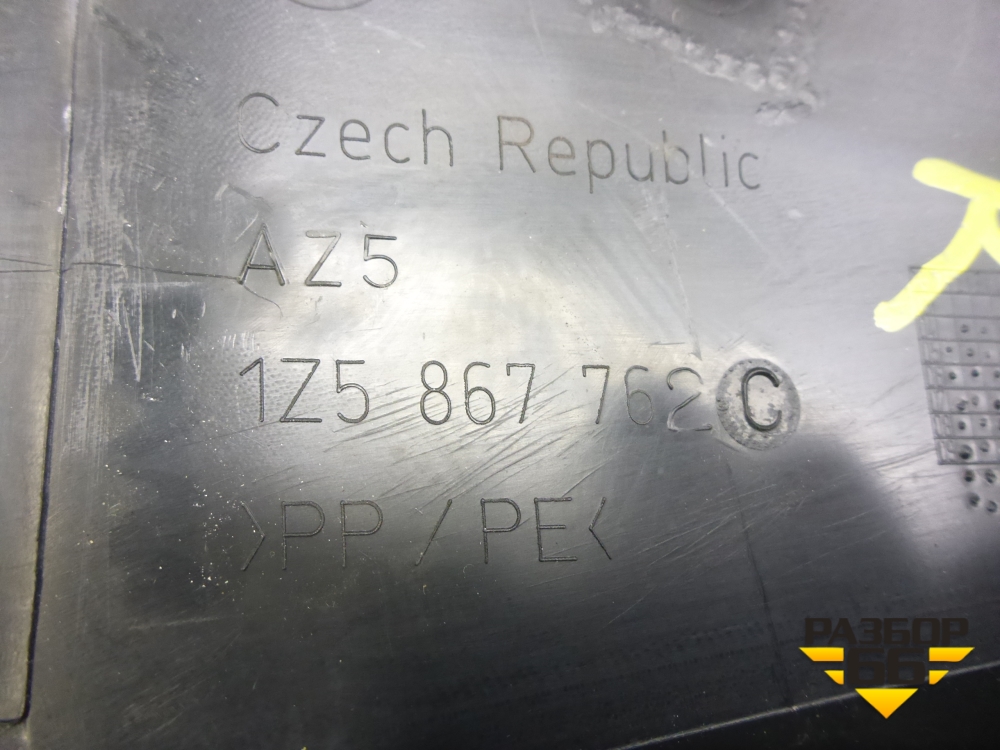 Czech Republic
AZ5
1Z5 867 762 C
>PP/PE<
РАЗБОР
66